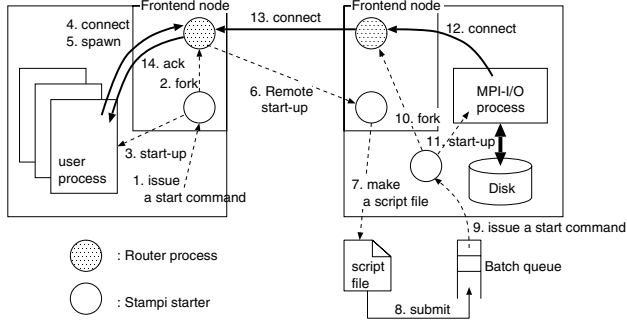 Frontend node
Frontend node
4. connect
5. spawn
13. connect
12. connect
14. ack
2. fork
6. Remote
start-up
MPI-I/O
process
10. fork
11. start-up
3. start-up
user
process
1. issue
a start command
7. make
a script file
Disk
9. issue a start command
: Router process
script
file
Batch queue
: Stampi starter
8. submit